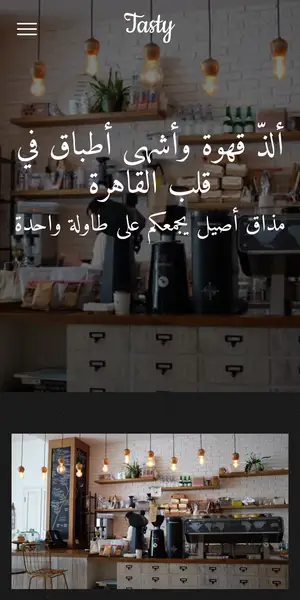 Tasty
ألذّ قهوة وأشهى أطباق في
قلب القاهرة
مذاق أصيل يجمعكم على طاولة واحدة